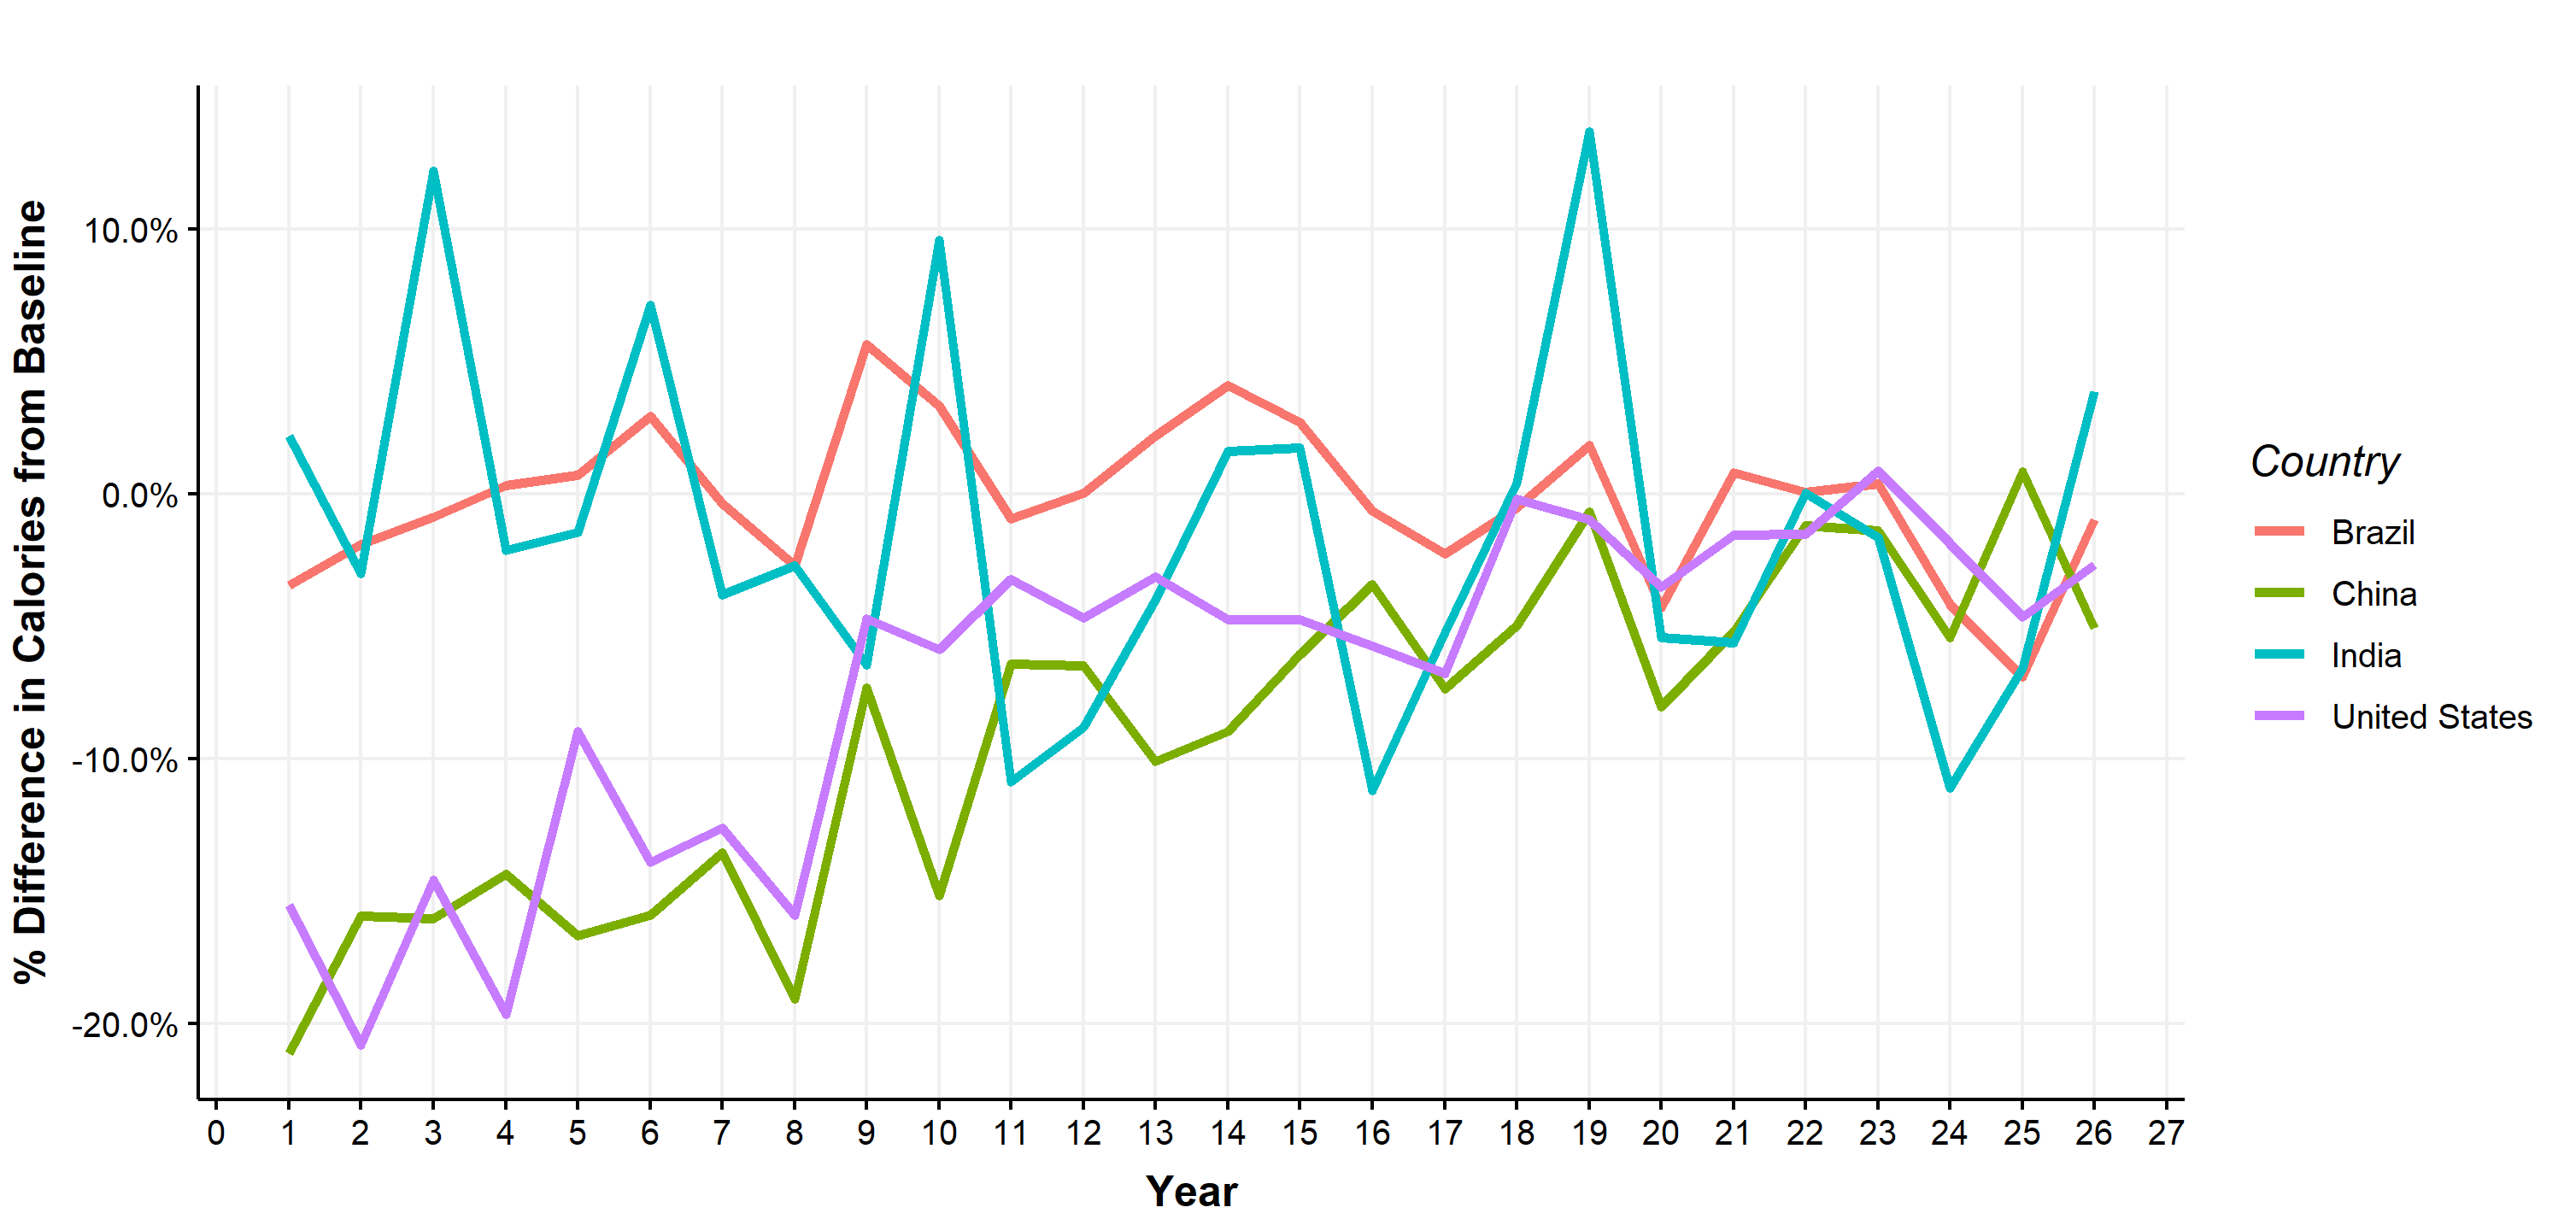 % Difference in Calories from Baseline
10.0%
0.0%
-10.0%
-20.0%
0 1 2 3 4 5 6 7 8 9 10 11 12 13 14 15 16 17 18 19 20 21 22 23 24 25 26 27
Year
Country
Brazil
China
India
United States